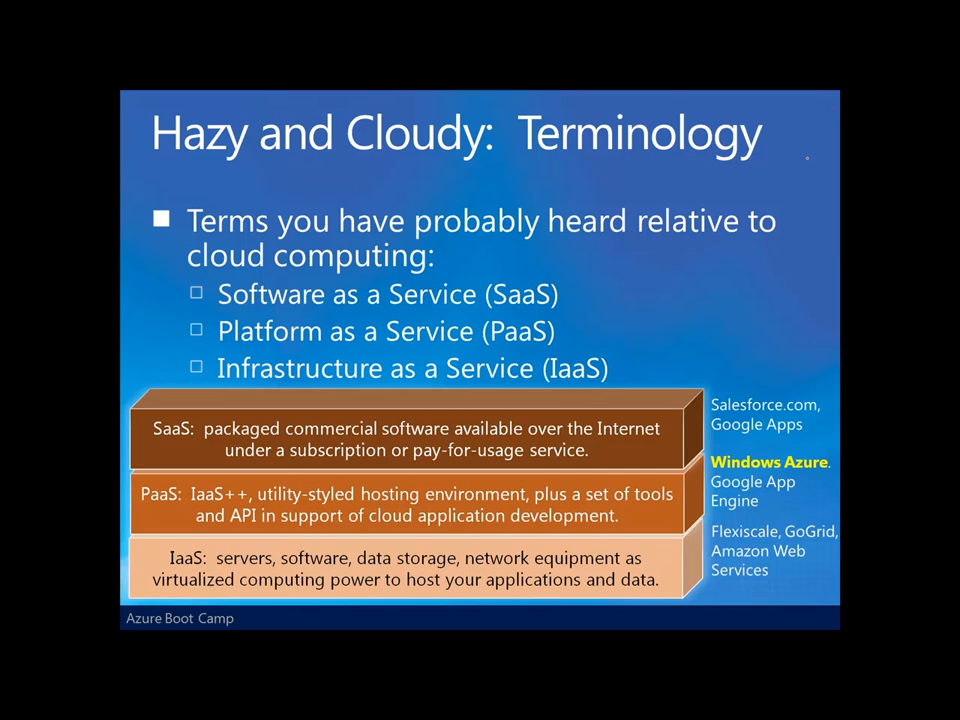 Hazy and Cloudy: Terminology
Terms you have probably heard relative to
cloud computing:
Software as a Service (SaaS)
Platform as a Service (PaaS)
Infrastructure as a Service (IaaS)
SaaS: packaged commercial software available over the Internet
under a subscription or pay-for-usage service.
Salesforce.com,
Google Apps
PaaS: IaaS++, utility-styled hosting environment, plus a set of tools
and API in support of cloud application development.
Windows Azure.
Google App
Engine
IaaS: servers, software, data storage, network equipment as
virtualized computing power to host your applications and data.
Flexiscale, GoGrid,
Amazon Web
Services
Azure Boot Camp